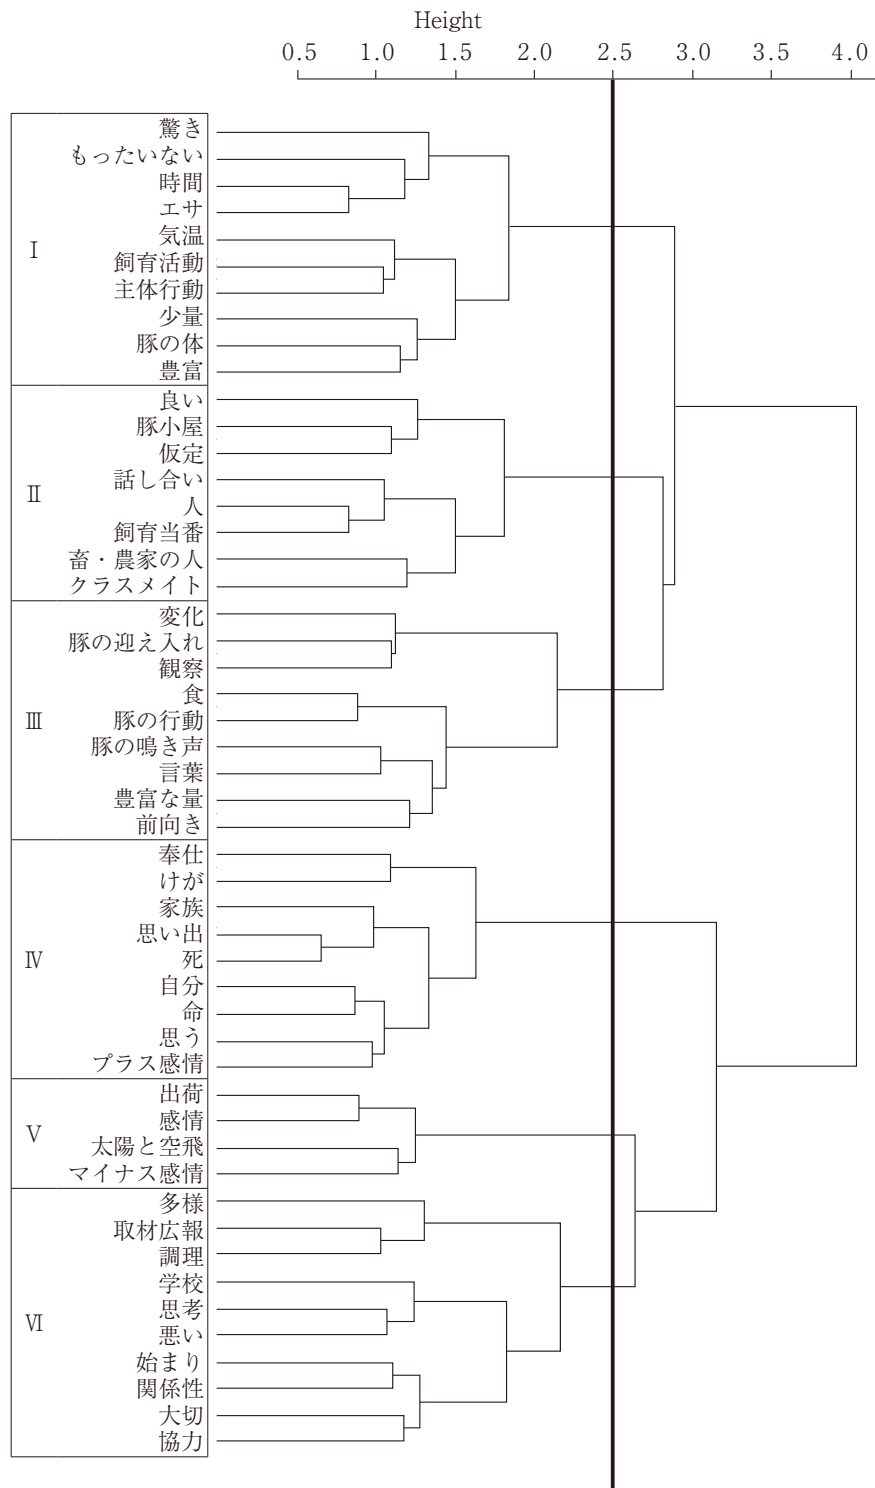 Height
0.5 1.0 1.5 2.0 2.5 3.0 3.5 4.0
Ⅰ
驚き
もったいない
時間
エサ
気温
飼育活動
主体行動
少量
豚の体
豊富
Ⅱ
良い
豚小屋
仮定
話し合い
人
飼育当番
畜・農家の人
クラスメイト
Ⅲ
変化
豚の迎え入れ
観察
食
豚の行動
豚の鳴き声
言葉
豊富な量
前向き
Ⅳ
奉仕
けが
家族
思い出
死
自分
命
思う
プラス感情
Ⅴ
出荷
感情
太陽と空飛
マイナス感情
Ⅵ
多様
取材広報
調理
学校
思考
悪い
始まり
関係性
大切
協力